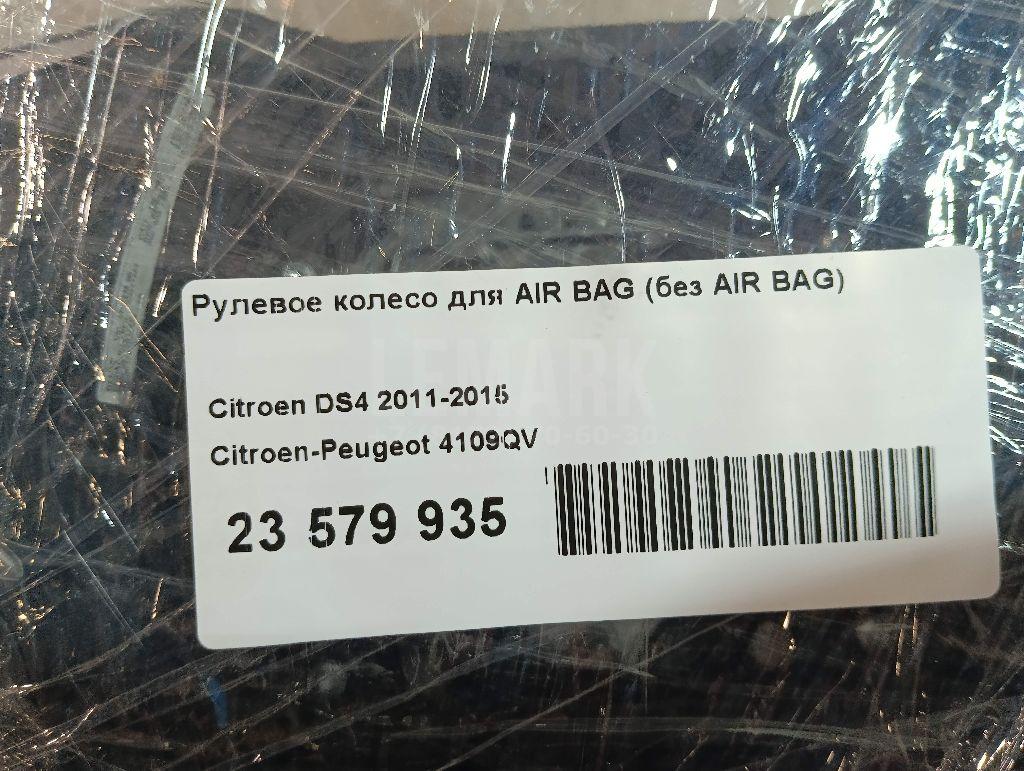 Рулевое колесо для AIR BAG (без AIR BAG)
LEMARK
Citroen DS4 2011-2015
Citroen-Peugeot 4109QV
23 579 935